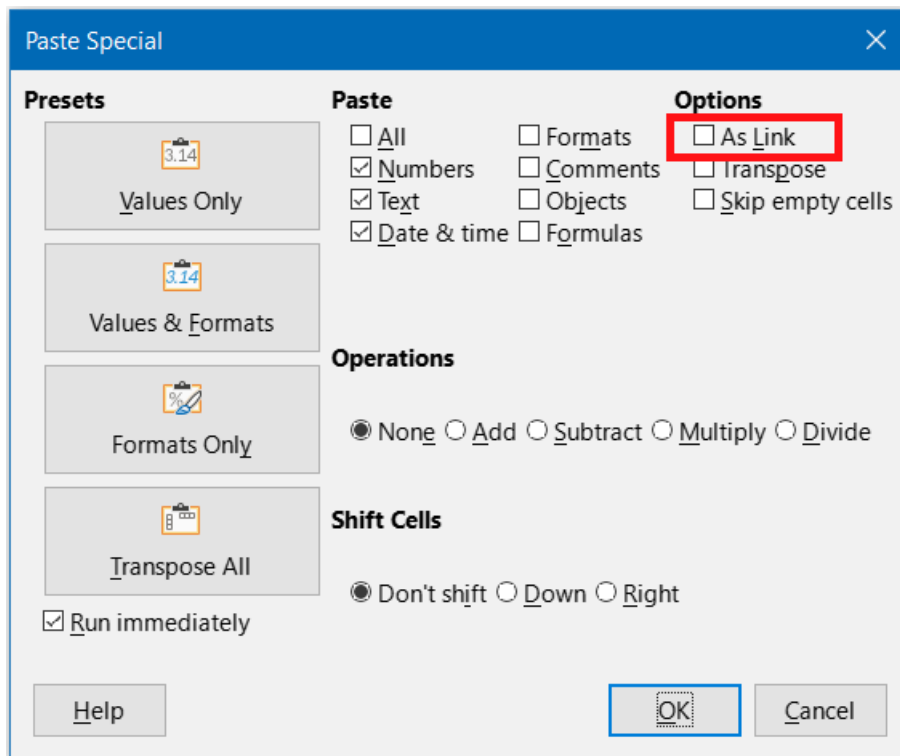 Paste Special
Presets
3.14
Values Only
3.14
Values & Formats
%
Formats Only
Transpose All
Run immediately
Paste
All
Numbers
Text
Date & time
Formats
Comments
Objects
Formulas
Options
As Link
Transpose
Skip empty cells
Operations
None Add Subtract Multiply Divide
Shift Cells
Don't shift Down Right
Help
OK
Cancel